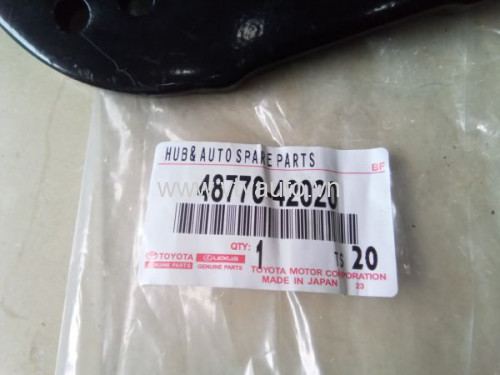 HUB & AUTO SPARE PARTS
BF
48770-42020
QTY: 1 TS 20
TOYOTA LEXUS
GENUINE PARTS GENUINE PARTS
TOYOTA MOTOR CORPORATION
MADE IN JAPAN 23